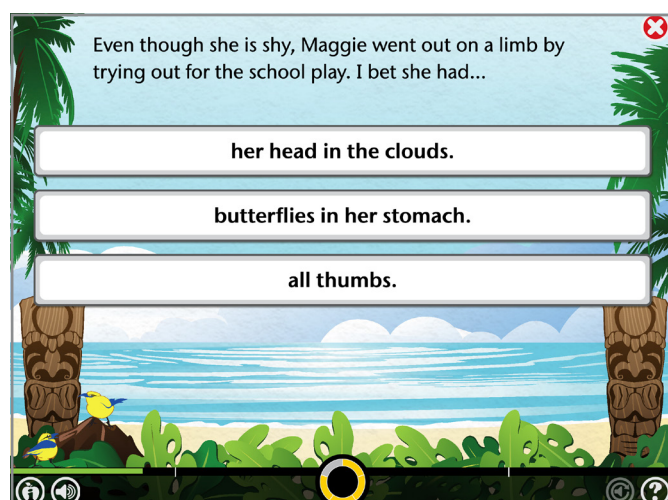 Even though she is shy, Maggie went out on a limb by
trying out for the school play. I bet she had...
her head in the clouds.
butterflies in her stomach.
all thumbs.